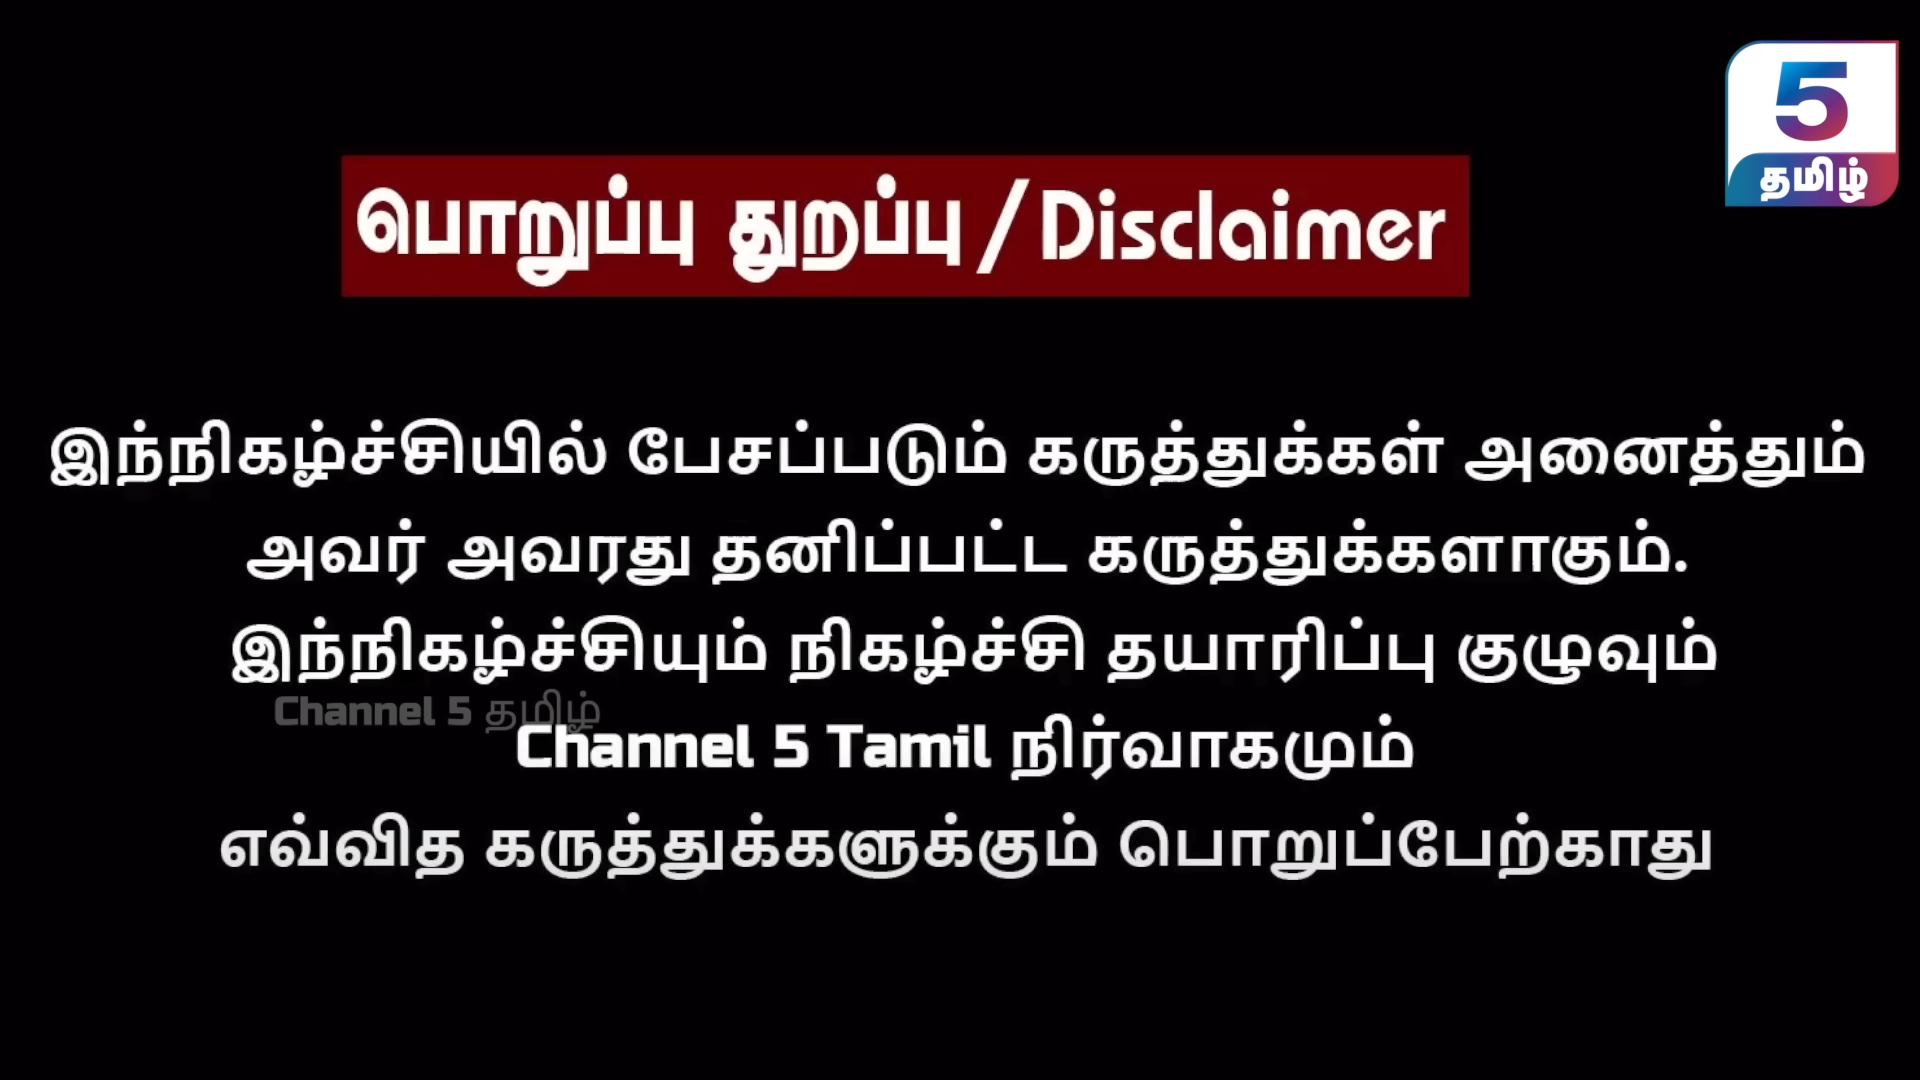 5
தமிழ்
பொறுப்பு துறப்பு/Disclaimer
இந்நிகழ்ச்சியில் பேசப்படும் கருத்துக்கள் அனைத்தும்
அவர் அவரது தனிப்பட்ட கருத்துக்களாகும்.
இந்நிகழ்ச்சியும் நிகழ்ச்சி தயாரிப்பு குழுவும்
Channel 5 தமிழ்
Channel 5 Tamil நிர்வாகமும்
எவ்வித கருத்துக்களுக்கும் பொறுப்பேற்காது